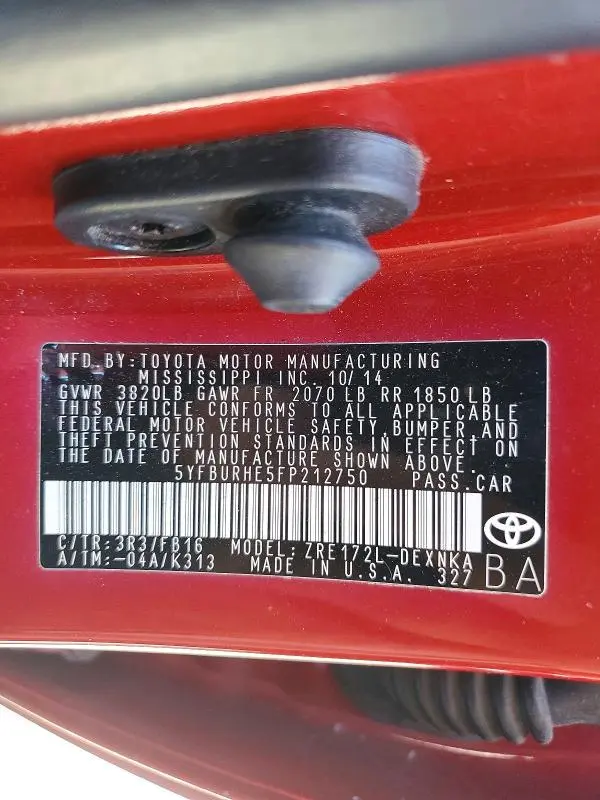 MFD. BY: TOYOTA MOTOR MANUFACTURING
MISSISSIPPI INC. 10/14
GVWR 3820LB GAWR FR 2070 LB RR 1850 LB
THIS VEHICLE CONFORMS TO ALL APPLICABLE
FEDERAL MOTOR VEHICLE SAFETY, BUMPER, AND
THEFT PREVENTION STANDARDS IN EFFECT ON
THE DATE OF MANUFACTURE SHOWN ABOVE.
5YFBURHE5FP212750 PASS.CAR
C/TR: 3R3/FB16 MODEL: ZRE172L-DEXNKA
A/TM: -04A/K313 MADE IN U.S.A. 327
BA